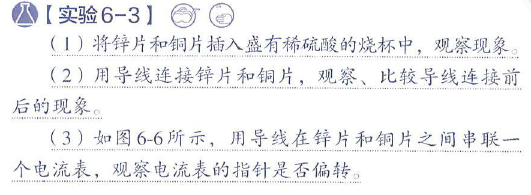 【实验6-3】
（1）将锌片和铜片插入盛有稀硫酸的烧杯中，观察现象。
（2）用导线连接锌片和铜片，观察、比较导线连接前
后的现象。
（3）如图6-6所示，用导线在锌片和铜片之间串联一
个电流表，观察电流表的指针是否偏转。